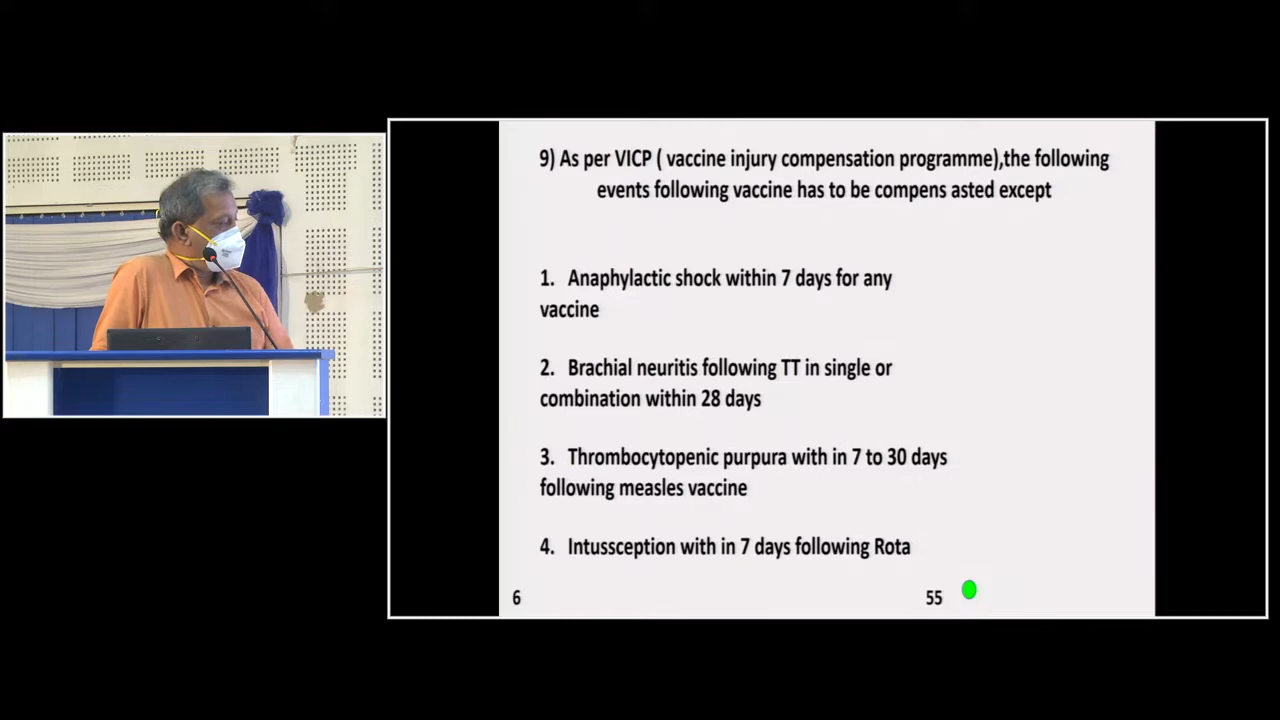 9) As per VICP ( vaccine injury compensation programme),the following
events following vaccine has to be compens asted except
1. Anaphylactic shock within 7 days for any
vaccine
2. Brachial neuritis following TT in single or
combination within 28 days
3. Thrombocytopenic purpura with in 7 to 30 days
following measles vaccine
4. Intussception with in 7 days following Rota
6
55